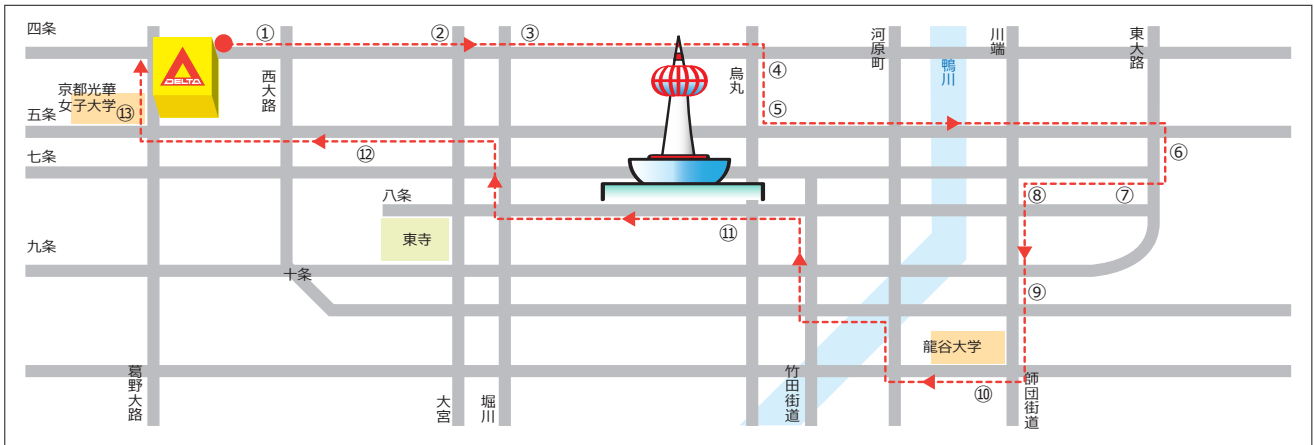 四条
DELTA
①
②
③
④
⑤
⑥
⑦
⑧
⑨
⑩
⑪
⑫
⑬
西大路
烏丸
河原町
鴨川
川端
東大路
京都光華
女子大学
五条
七条
八条
東寺
九条
十条
龍谷大学
葛野大路
大宮
堀川
竹田街道
師団街道